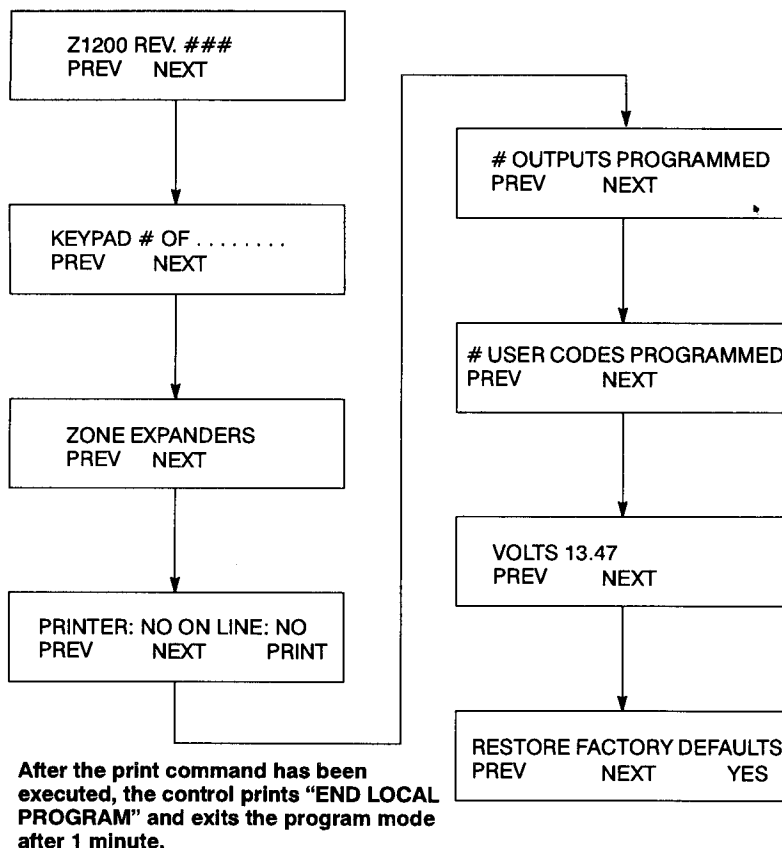 Z1200 REV. ###
PREV NEXT
KEYPAD # OF . . . . . . . .
PREV NEXT
ZONE EXPANDERS
PREV NEXT
PRINTER: NO ON LINE: NO
PREV NEXT PRINT
After the print command has been
executed, the control prints “END LOCAL
PROGRAM” and exits the program mode
after 1 minute.
# OUTPUTS PROGRAMMED
PREV NEXT
# USER CODES PROGRAMMED
PREV NEXT
VOLTS 13.47
PREV NEXT
RESTORE FACTORY DEFAULTS
PREV NEXT YES